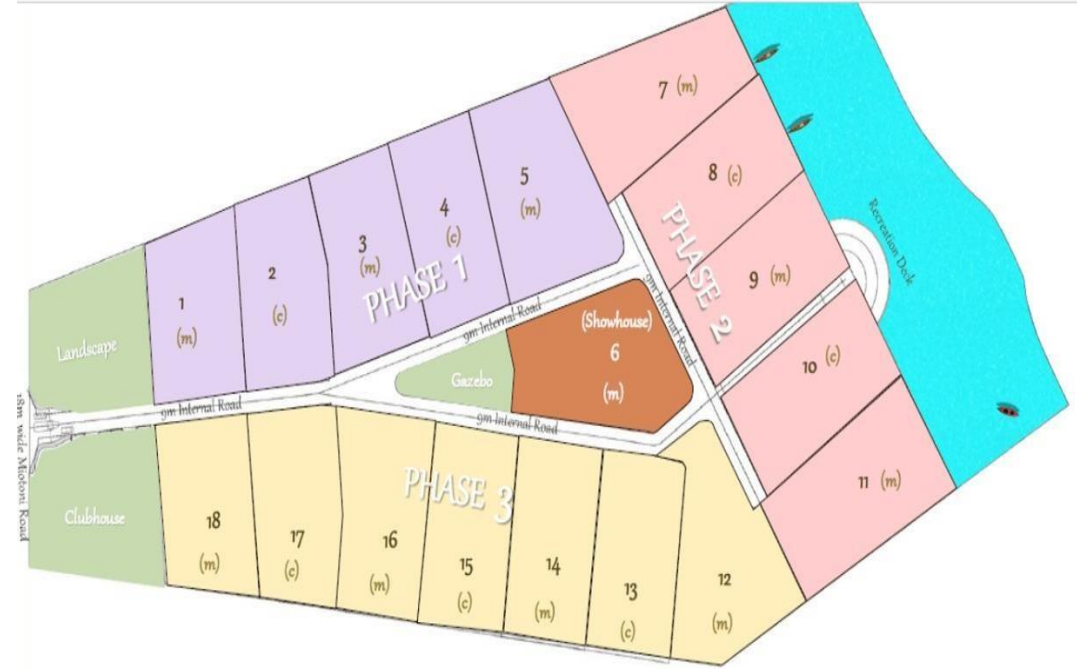 7 (m)
8 (c)
5
(m)
4
(c)
3
(m)
2
(c)
1
(m)
PHASE 1
PHASE 2
9 (m)
Recreation Deck
9m Internal Road
9m Internal Road
(Showhouse)
6
(m)
Landscape
Gazebo
10 (c)
9m Internal Road
9m Internal Road
18m wide Miotoni Road
11 (m)
PHASE 3
Clubhouse
18
(m)
17
(c)
16
(m)
15
(c)
14
(m)
13
(c)
12
(m)